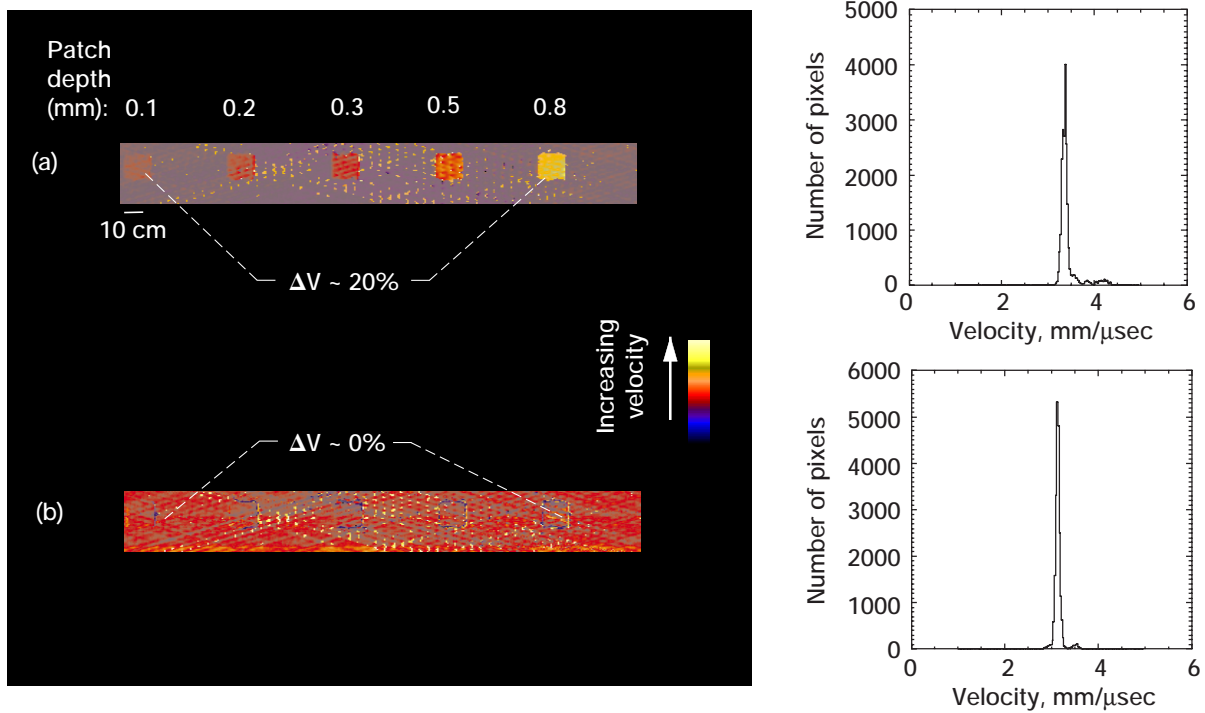 Patch
depth
(mm): 0.1 0.2 0.3 0.5 0.8
(a)
10 cm
ΔV ~ 20%
Increasing
velocity
ΔV ~ 0%
(b)
5000
4000
3000
2000
1000
0
0 2 4 6
Number of pixels
Velocity, mm/μsec
6000
5000
4000
3000
2000
1000
0
0 2 4 6
Number of pixels
Velocity, mm/μsec